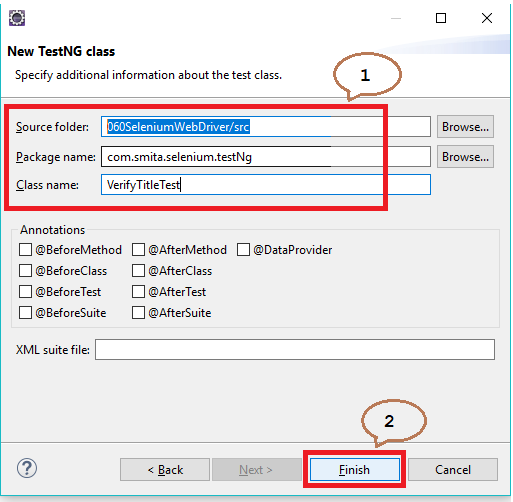 New TestNG class
Specify additional information about the test class.
1
Source folder: 060SeleniumWebDriver/src Browse...
Package name: com.smita.selenium.testNg Browse...
Class name: VerifyTitleTest
Annotations
@BeforeMethod @AfterMethod @DataProvider
@BeforeClass @AfterClass
@BeforeTest @AfterTest
@BeforeSuite @AfterSuite
XML suite file:
2
? < Back Next > Finish Cancel